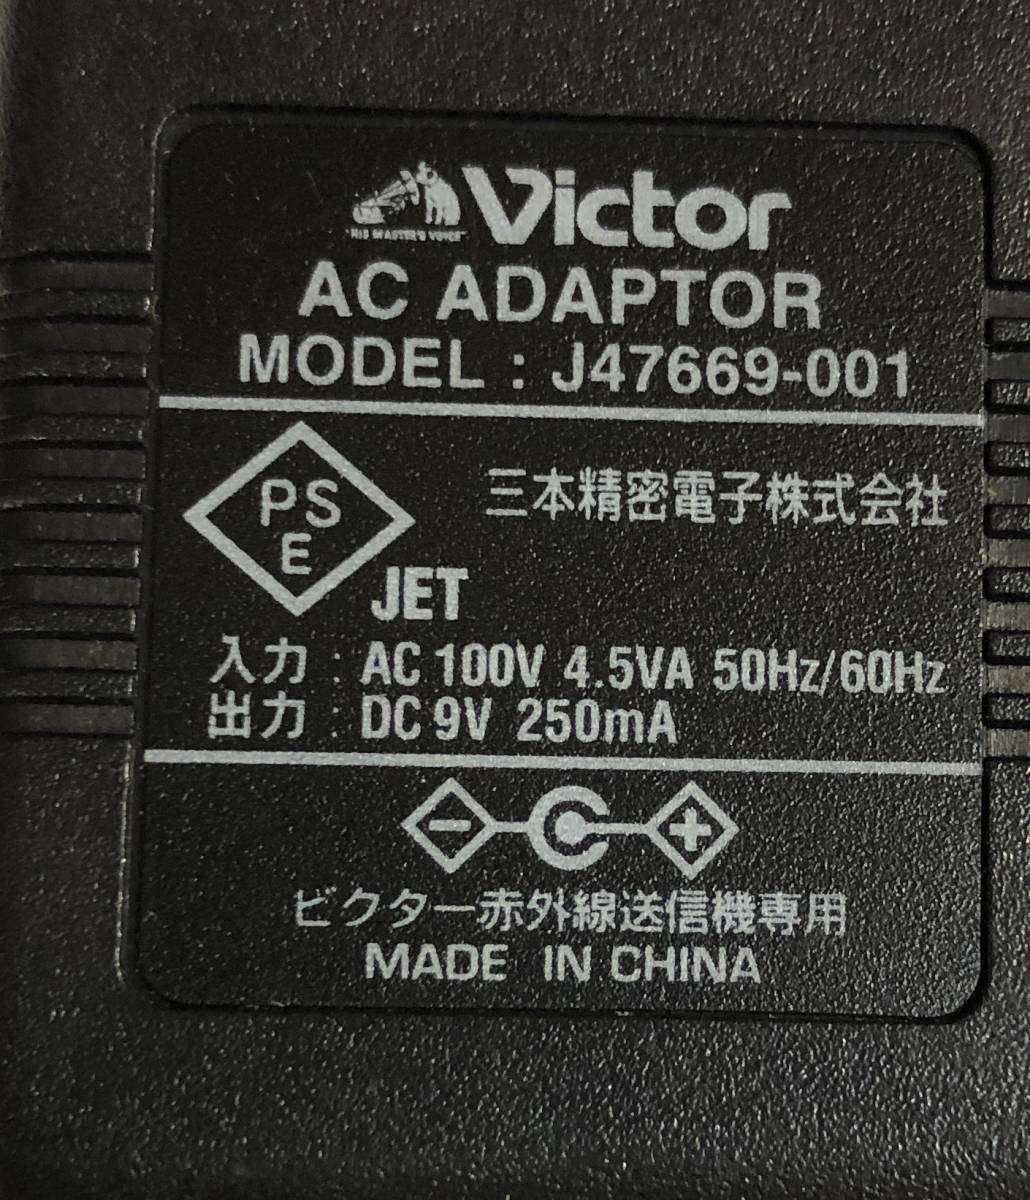 HIS MASTER'S VOICE
Victor
AC ADAPTOR
MODEL : J47669-001
PS
E
三本精密電子株式会社
JET
入力 : AC 100V 4.5VA 50Hz/60Hz
出力 : DC 9V 250mA
- +
ビクター赤外線送信機専用
MADE IN CHINA